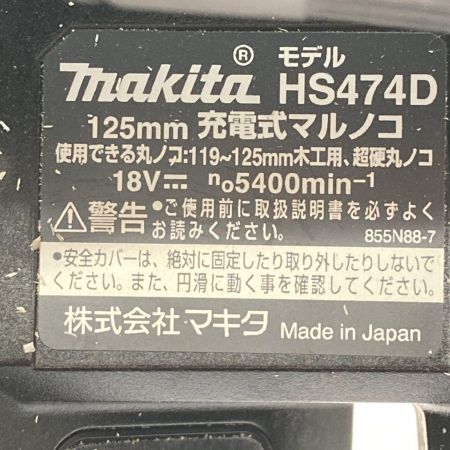 makita® モデル HS474D
125mm 充電式マルノコ
使用できる丸ノコ:119~125mm木工用、超硬丸ノコ
18V⎓ n₀5400min⁻¹
⚠警告 ●ご使用前に取扱説明書を必ずよく
お読みください。 855N88-7
●安全カバーは、絶対に固定したり取り外したりしないで
ください。また、円滑に動く事を確認してください。
株式会社 マキタ Made in Japan